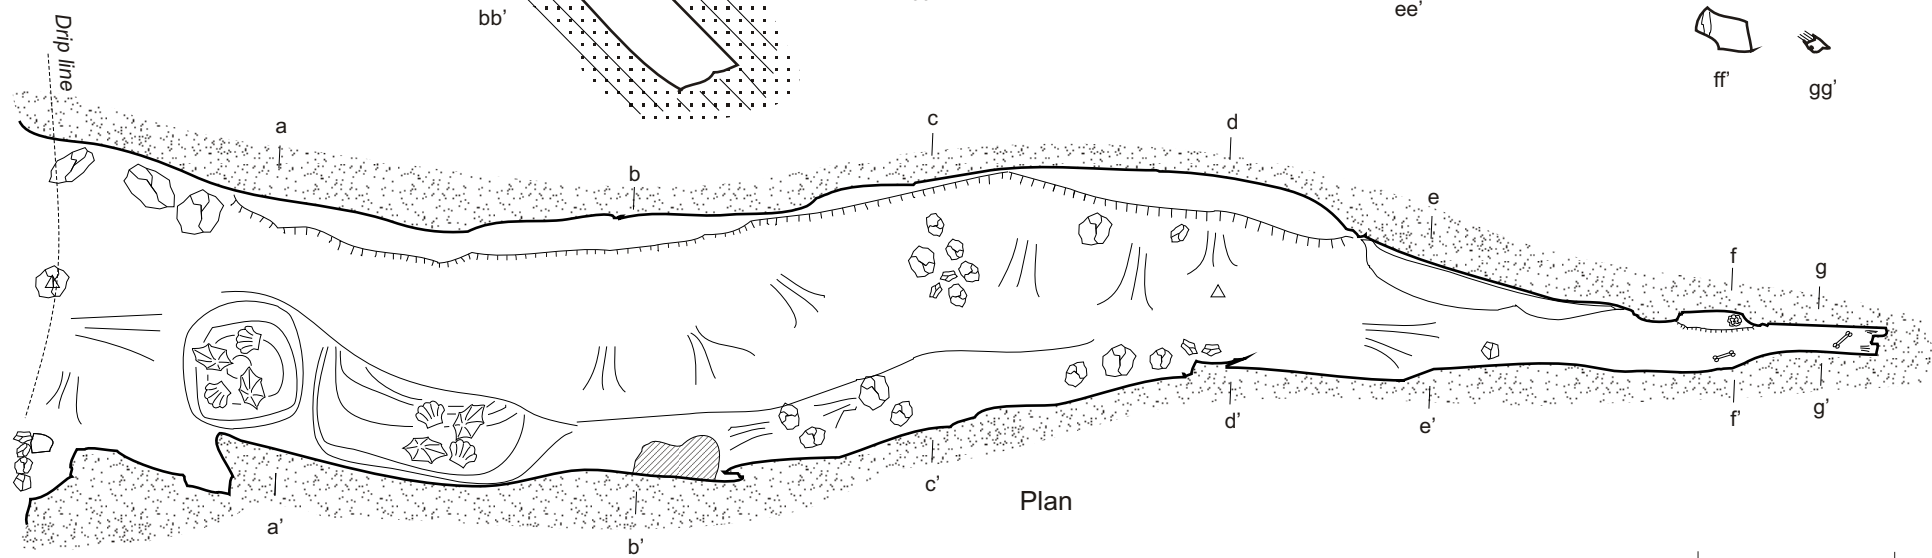 bb’
ee’
ff’
gg’
Drip line
a
b
c
d
e
f
g
a’
b’
c’
d’
e’
f’
g’
Plan